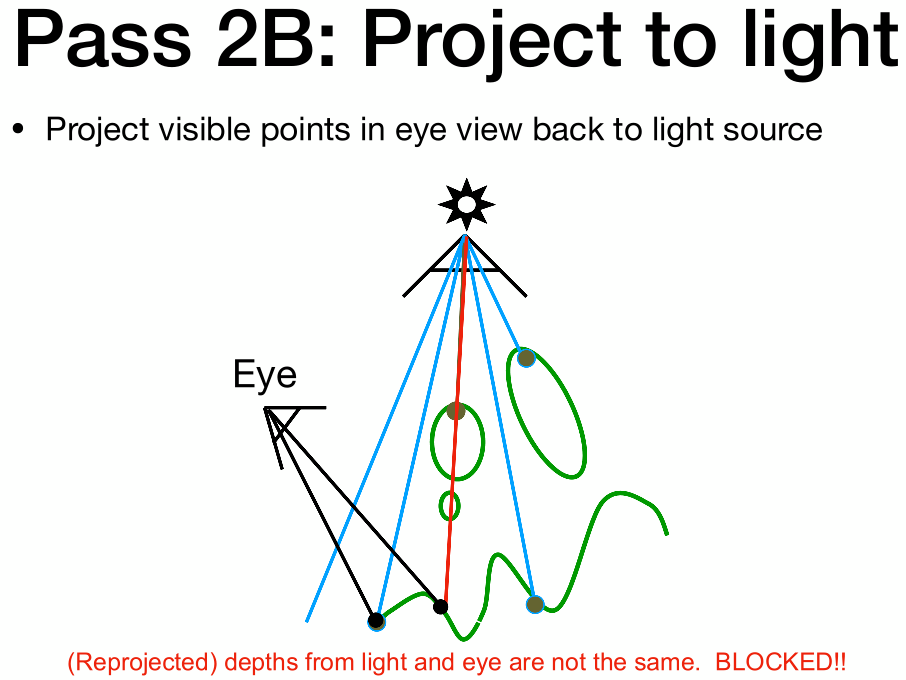 Pass 2B: Project to light
• Project visible points in eye view back to light source
Eye
(Reprojected) depths from light and eye are not the same.  BLOCKED!!